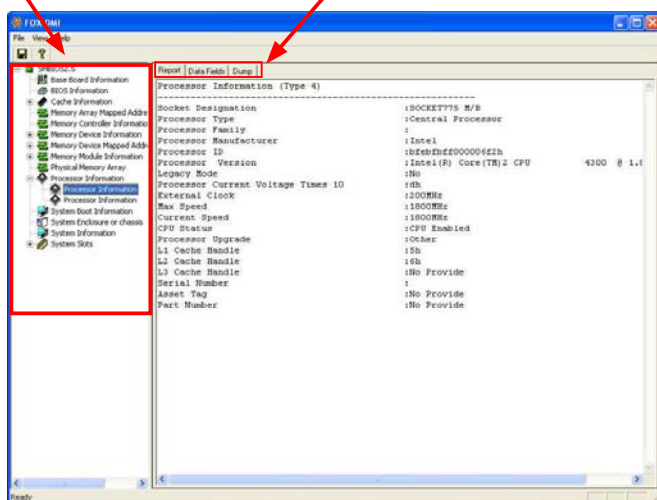 FOX DMI
File View Help
SMBIOS2.5
Base Board Information
BIOS Information
Cache Information
Memory Array Mapped Addre
Memory Controller Informatio
Memory Device Information
Memory Device Mapped Addr
Memory Module Information
Physical Memory Array
Processor Information
Processor Information
Processor Information
System Boot Information
System Enclosure or chassis
System Information
System Slots
Report Data Fields Dump
Processor Information (Type 4)
Socket Designation :SOCKET775 M/B
Processor Type :Central Processor
Processor Family :
Processor Manufacturer :Intel
Processor ID :bfebfbff000006f2h
Processor Version :Intel(R) Core(TM)2 CPU 4300 @ 1.
Legacy Mode :No
Processor Current Voltage Times 10 :dh
External Clock :200MHz
Max Speed :1800MHz
Current Speed :1800MHz
CPU Status :CPU Enabled
Processor Upgrade :Other
L1 Cache Handle :5h
L2 Cache Handle :6h
L3 Cache Handle :No Provide
Serial Number :
Asset Tag :No Provide
Part Number :No Provide
Ready